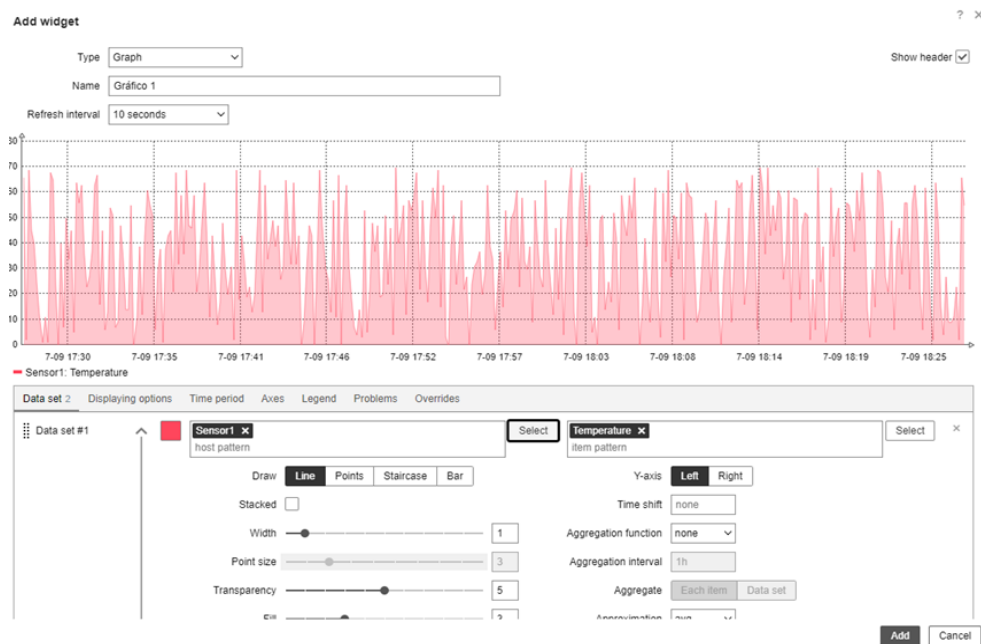 Add widget
?
Type Graph
Show header
Name Gráfico 1
Refresh interval 10 seconds
80
70
60
50
40
30
20
10
0
7-09 17:30 7-09 17:35 7-09 17:41 7-09 17:46 7-09 17:52 7-09 17:57 7-09 18:03 7-09 18:08 7-09 18:14 7-09 18:19 7-09 18:25
Sensor1: Temperature
Data set 2 Displaying options Time period Axes Legend Problems Overrides
Data set #1
Sensor1 Select Temperature Select
host pattern item pattern
Draw Line Points Staircase Bar Y-axis Left Right
Stacked Time shift none
Width 1 Aggregation function none
Point size 3 Aggregation interval 1h
Transparency 5 Aggregate Each item Data set
Fill 3 Approximation avg
Add Cancel